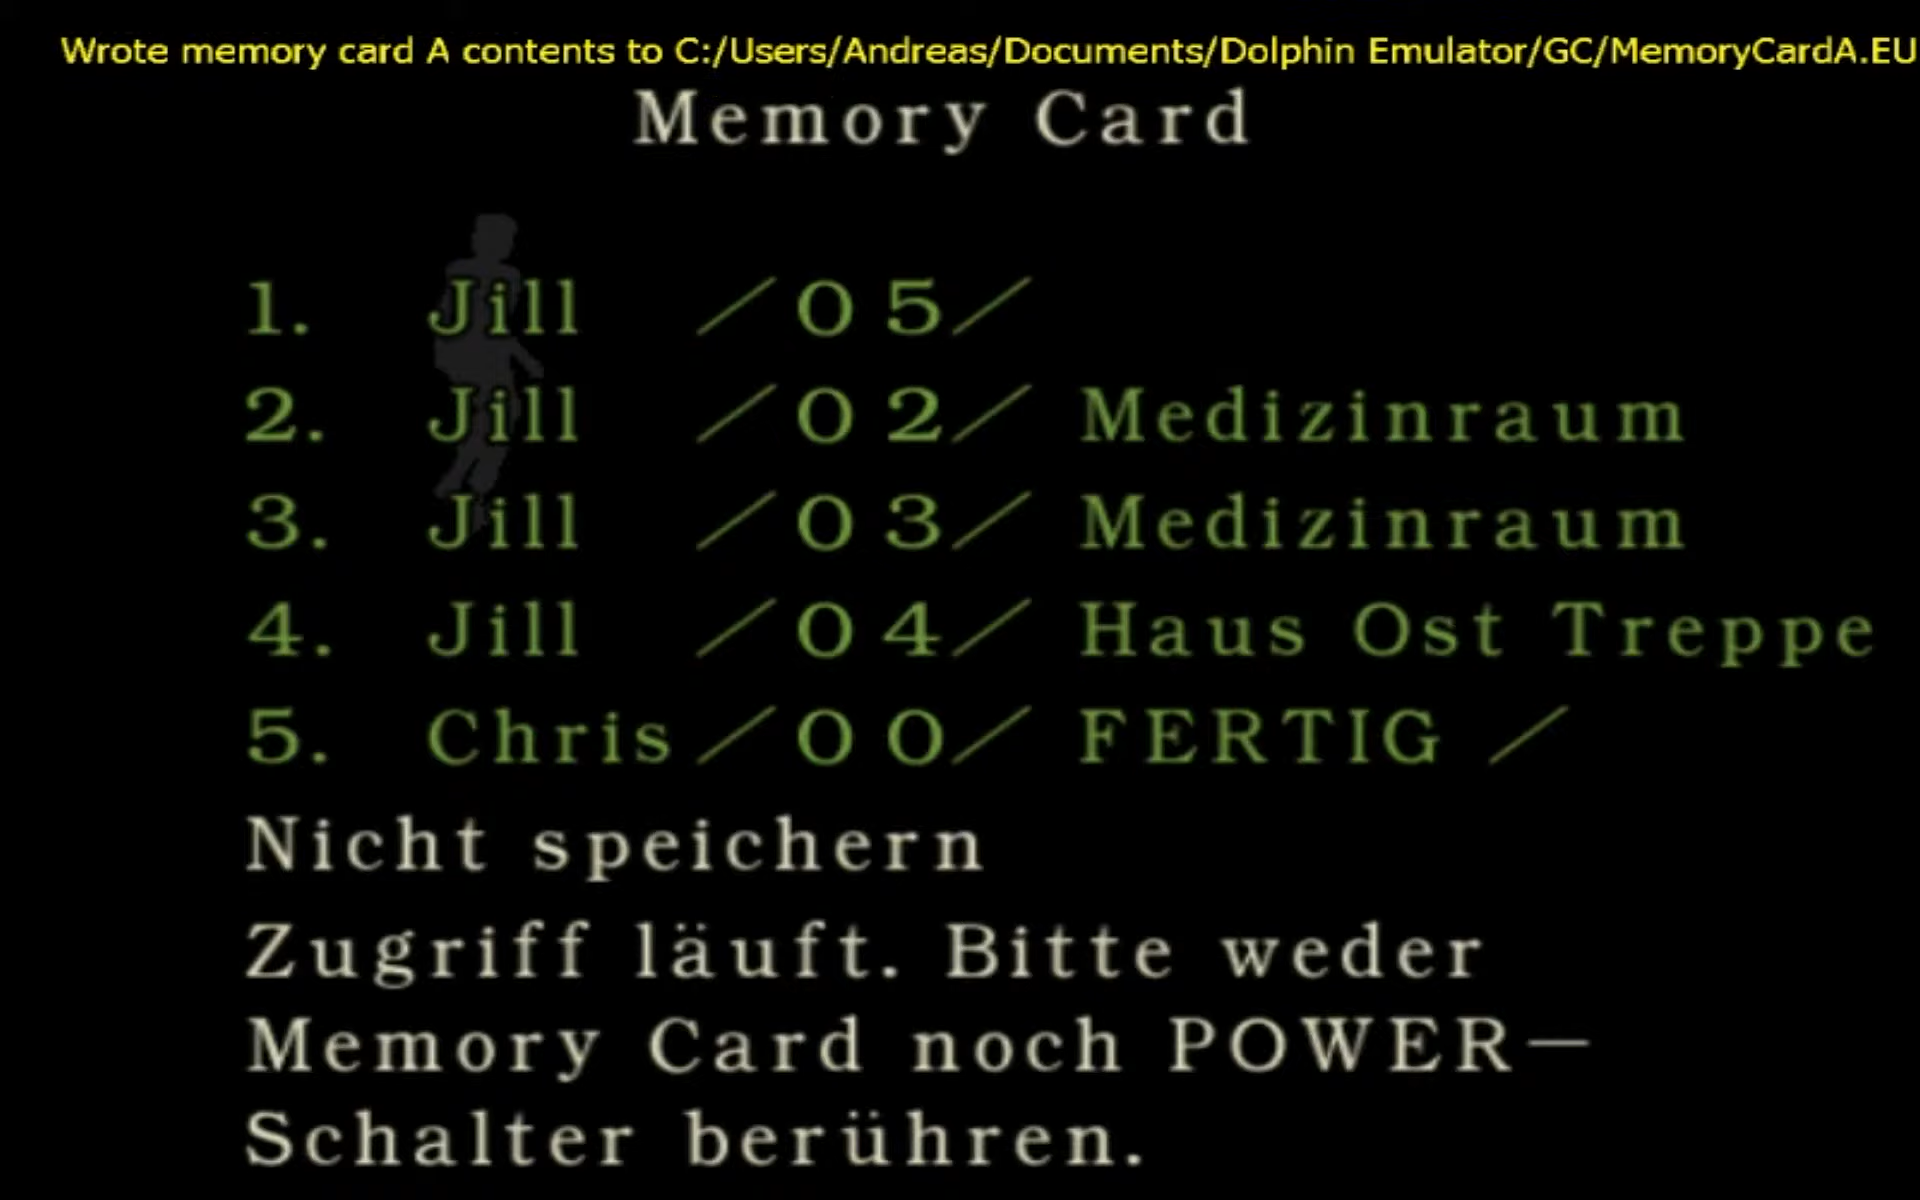 Wrote memory card A contents to C:/Users/Andreas/Documents/Dolphin Emulator/GC/MemoryCardA.EU
Memory Card
1. Jill /05/
2. Jill /02/ Medizinraum
3. Jill /03/ Medizinraum
4. Jill /04/ Haus Ost Treppe
5. Chris/00/ FERTIG /
Nicht speichern
Zugriff läuft. Bitte weder
Memory Card noch POWER—
Schalter berühren.